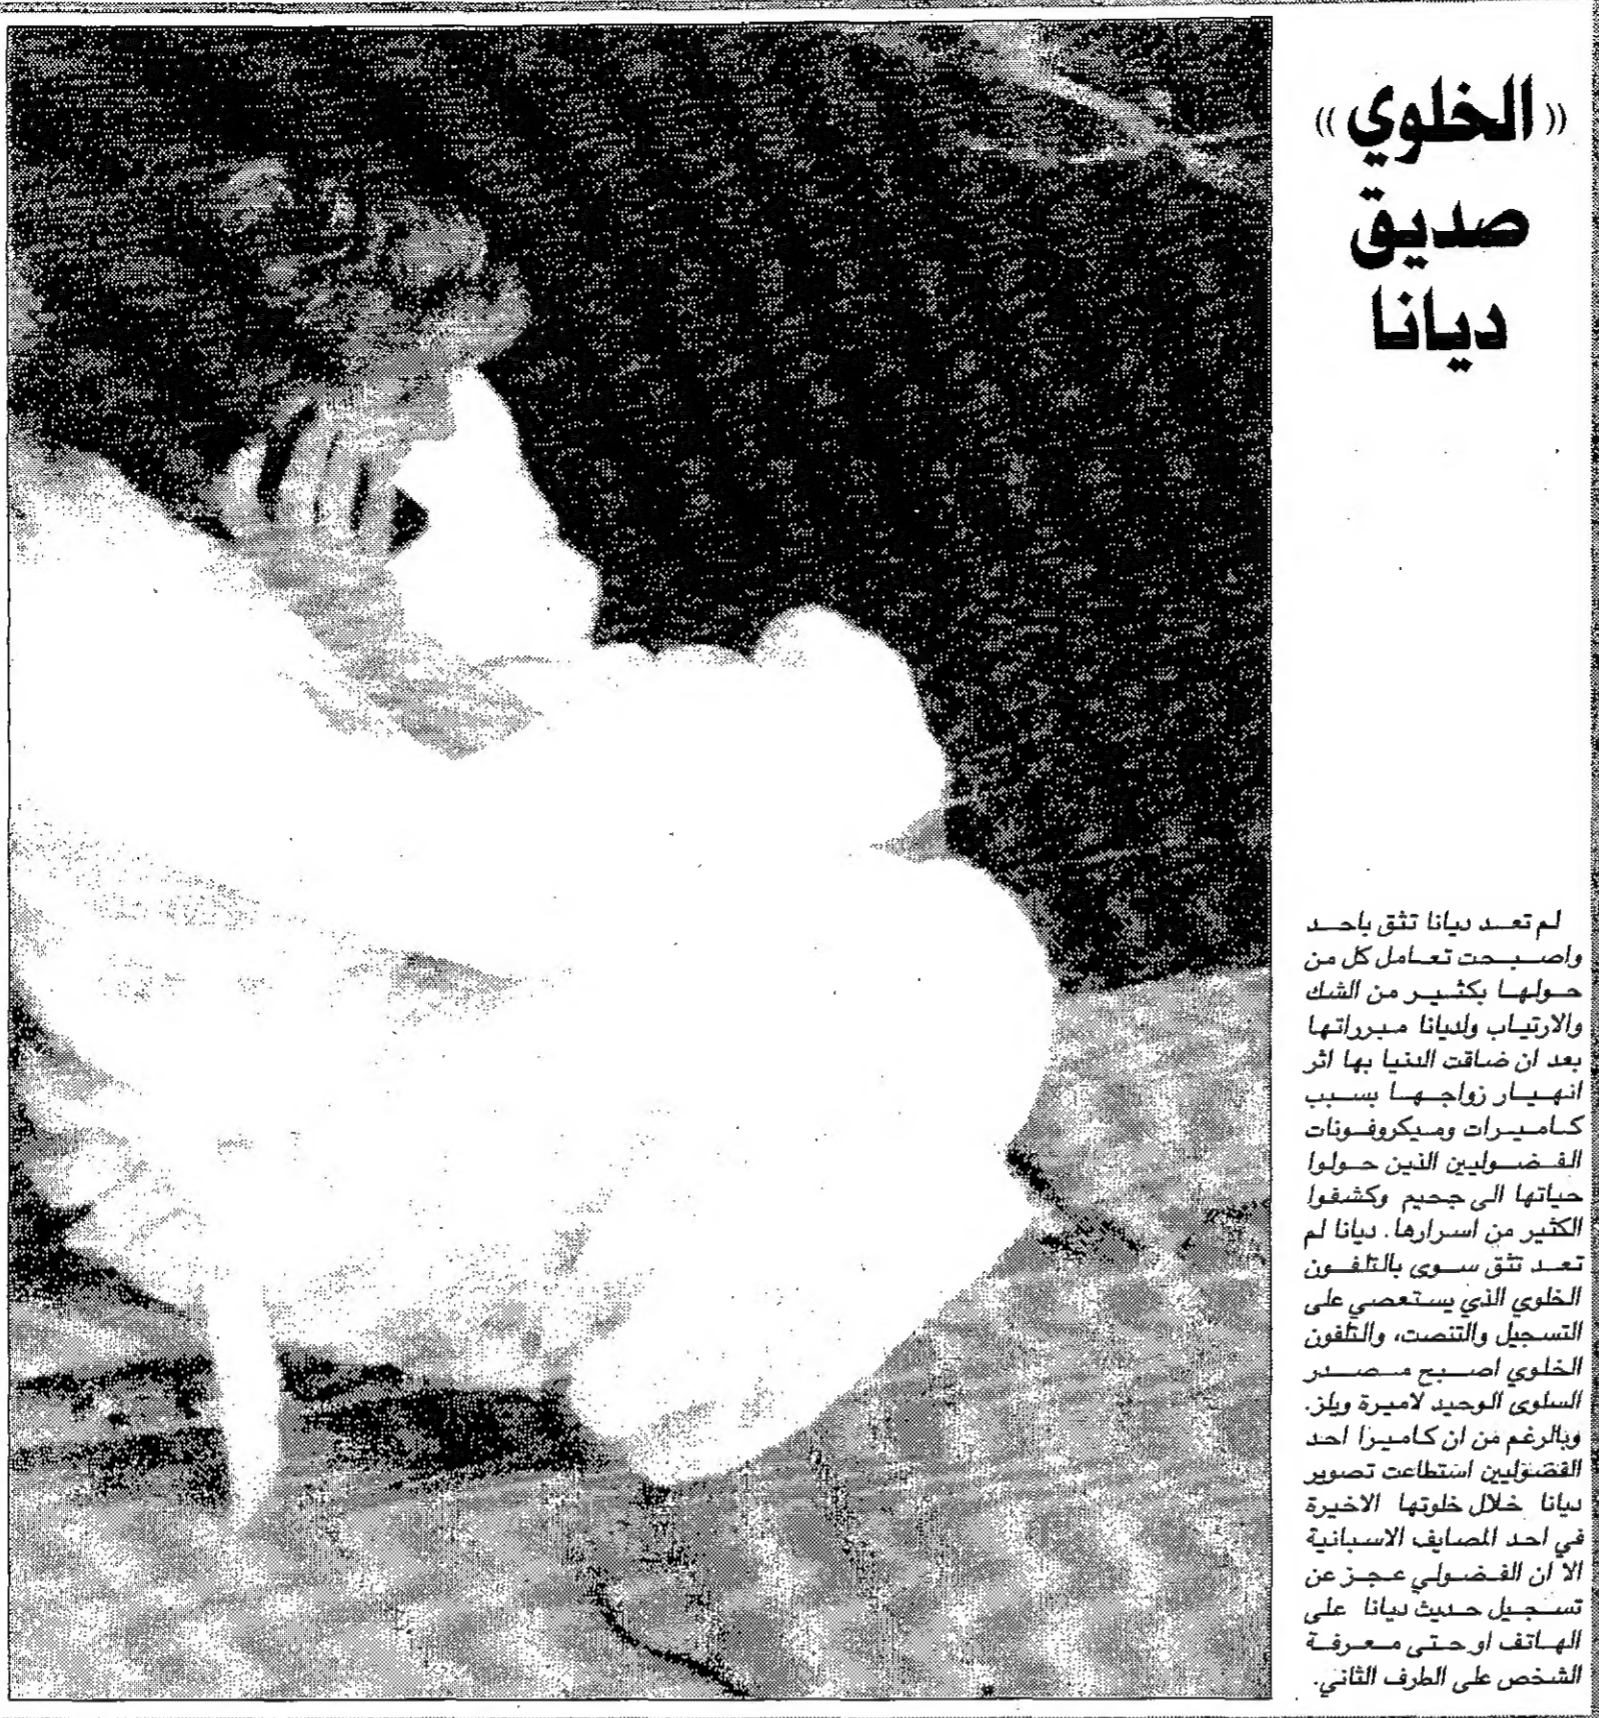 «الخلوي»
صديق
ديانا
لم تعد ديانا تثق باحد
واصبحت تعامل كل من
حولها بكثير من الشك
والارتياب ولديانا مبرراتها
بعد ان ضاقت الدنيا بها اثر
انهيار زواجها بسبب
كاميرات وميكروفونات
الفضوليين الذين حولوا
حياتها الى جحيم وكشفوا
الكثير من اسرارها. ديانا لم
تعد تثق سوى بالتلفون
الخلوي الذي يستعصي على
التسجيل والتنصت، والتلفون
الخلوي اصبح مصدر
السلوى الوحيد لاميرة ويلز.
وبالرغم من ان كاميرا احد
الفضوليين استطاعت تصوير
ديانا خلال خلوتها الاخيرة
في احد المصايف الاسبانية
الا ان الفضولي عجز عن
تسجيل حديث ديانا على
الهاتف او حتى معرفة
الشخص على الطرف الثاني.